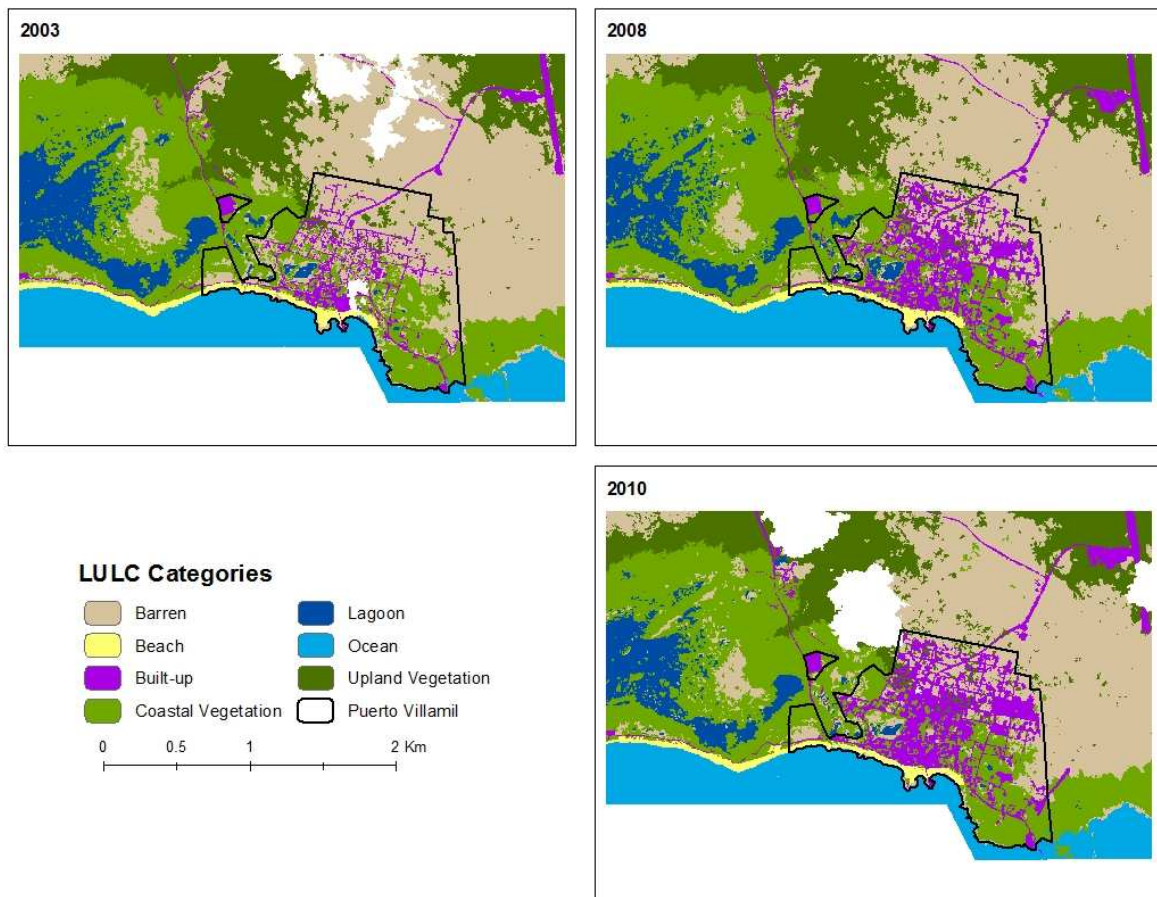 2003
2008
2010
LULC Categories
Barren
Lagoon
Beach
Ocean
Built-up
Upland Vegetation
Coastal Vegetation
Puerto Villamil
0 0.5 1 2 Km